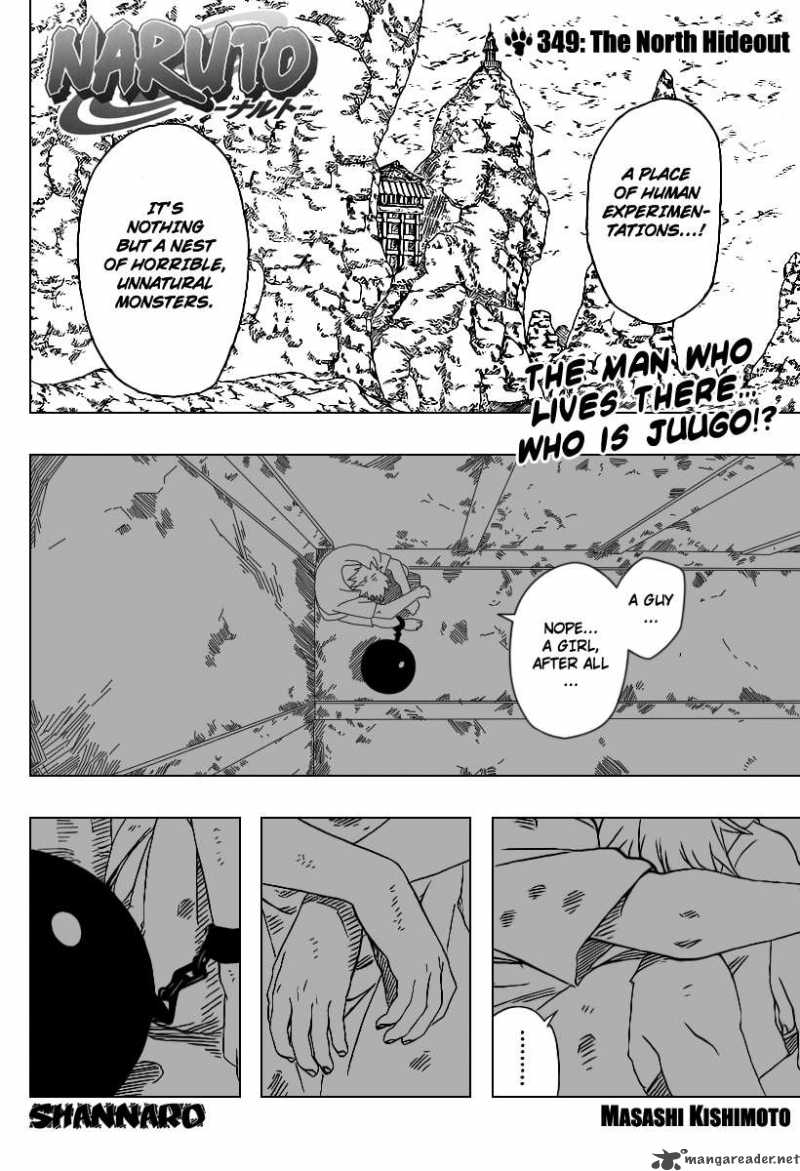 NARUTO
-ナルト-
349: The North Hideout
A PLACE
OF HUMAN
EXPERIMEN-
TATIONS...!
IT'S
NOTHING
BUT A NEST
OF HORRIBLE,
UNNATURAL
MONSTERS.
THE MAN WHO
LIVES THERE...
WHO IS JUUGO!?
A GUY
...
NOPE...
A GIRL,
AFTER ALL
...
........
SHANNARO
MASASHI KISHIMOTO
mangareader.net